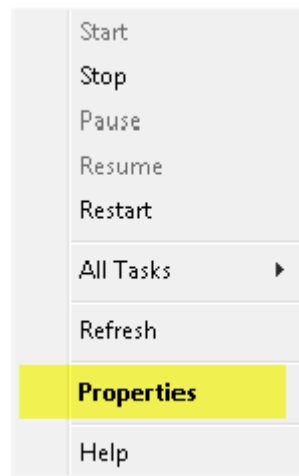 Start
Stop
Pause
Resume
Restart
All Tasks
Refresh
Properties
Help